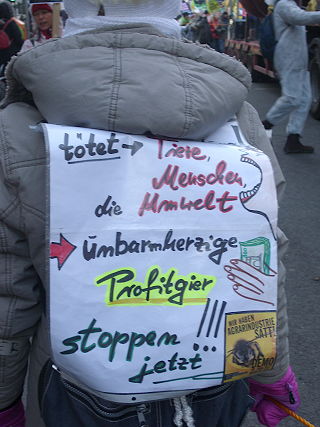 tötet → Tiere,
Menschen,
die Umwelt
→ unbarmherzige
Profitgier
!!!
stoppen
jetzt...
WIR HABEN
AGRARINDUSTRIE
SATT!
DEMO